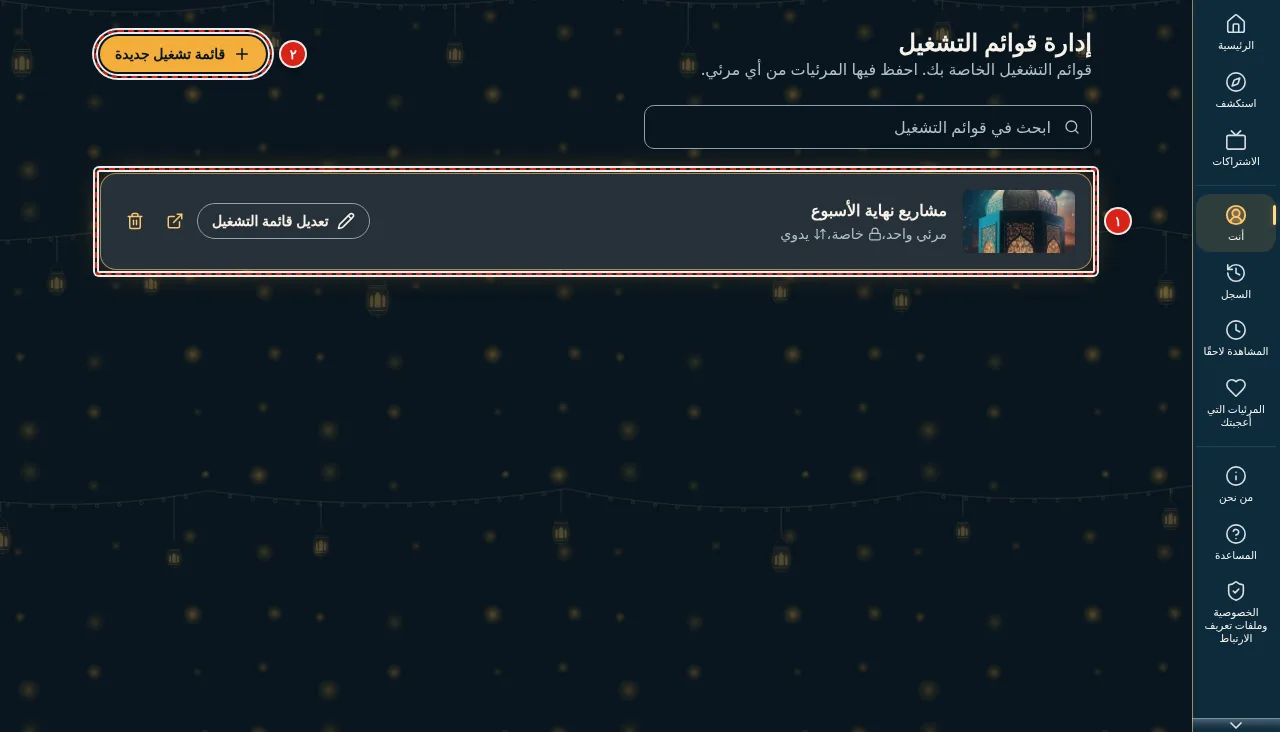 الرئيسية
استكشف
الاشتراكات
أنت
السجل
المشاهدة لاحقًا
المرئيات التي
أعجبتك
من نحن
المساعدة
الخصوصية
وملفات تعريف
الارتباط
إدارة قوائم التشغيل
قوائم التشغيل الخاصة بك. احفظ فيها المرئيات من أي مرئي.
٢
قائمة تشغيل جديدة
ابحث في قوائم التشغيل
١
مشاريع نهاية الأسبوع
مرئي واحد، خاصة، يدوي
تعديل قائمة التشغيل